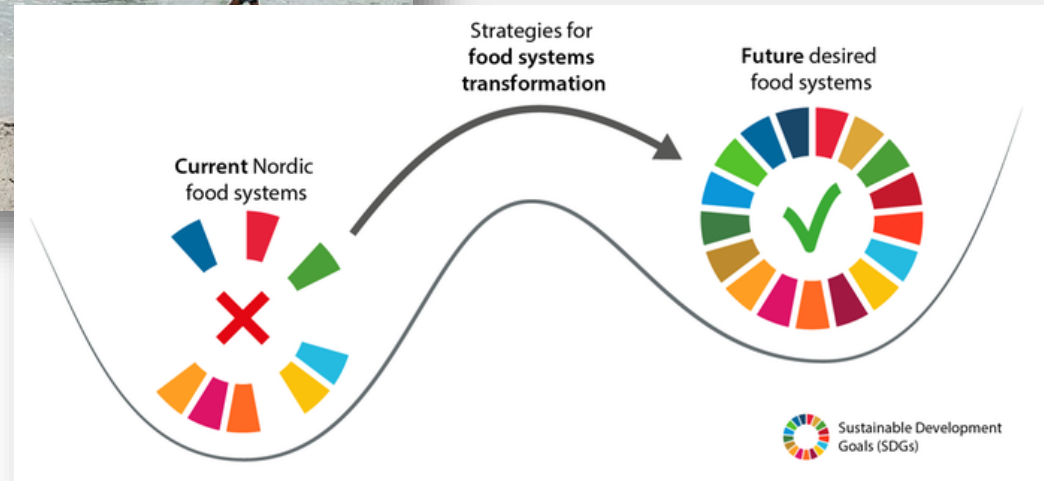 Strategies for
food systems
transformation
Future desired
food systems
Current Nordic
food systems
Sustainable Development
Goals (SDGs)